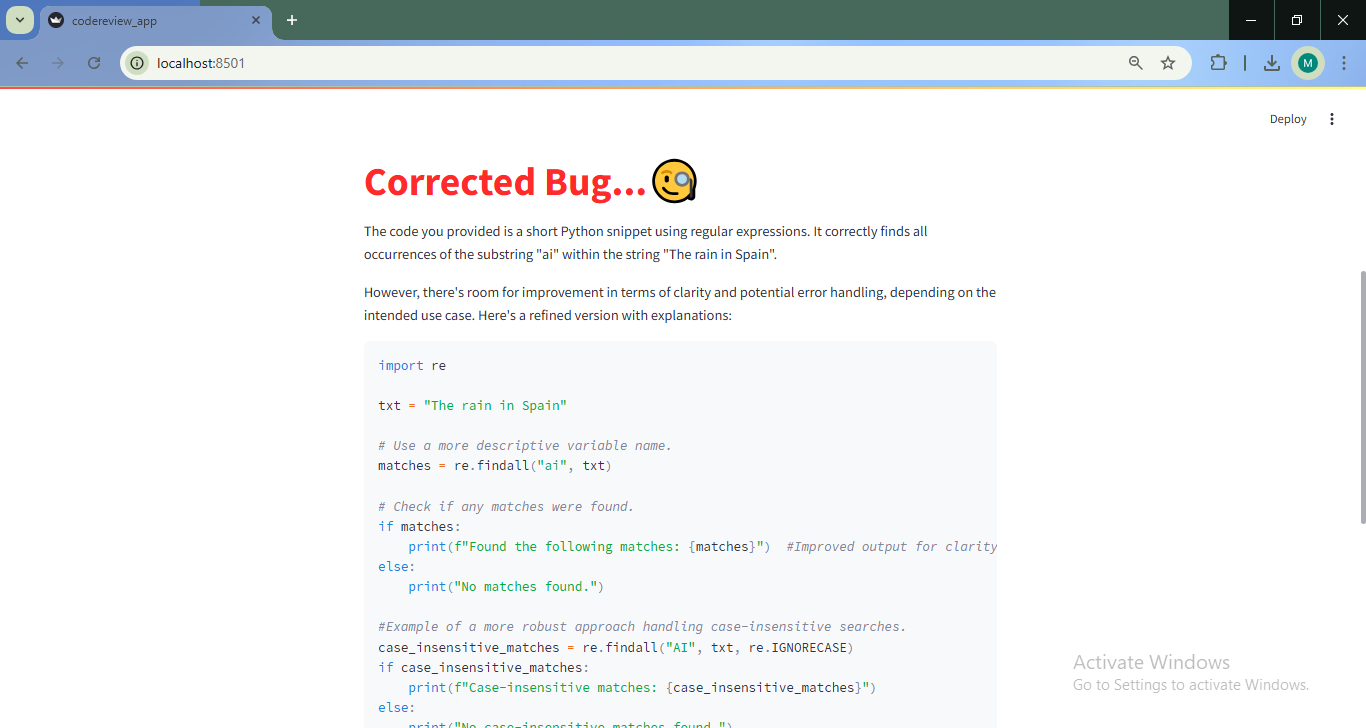 codereview_app
localhost:8501
M
Deploy
Corrected Bug...
The code you provided is a short Python snippet using regular expressions. It correctly finds all
occurrences of the substring "ai" within the string "The rain in Spain".
However, there's room for improvement in terms of clarity and potential error handling, depending on the
intended use case. Here's a refined version with explanations:
import re
txt = "The rain in Spain"
# Use a more descriptive variable name.
matches = re.findall("ai", txt)
# Check if any matches were found.
if matches:
    print(f"Found the following matches: {matches}")  #Improved output for clarity
else:
    print("No matches found.")
#Example of a more robust approach handling case-insensitive searches.
case_insensitive_matches = re.findall("AI", txt, re.IGNORECASE)
if case_insensitive_matches:
    print(f"Case-insensitive matches: {case_insensitive_matches}")
else:
    print("No case-insensitive matches found.")
Activate Windows
Go to Settings to activate Windows.